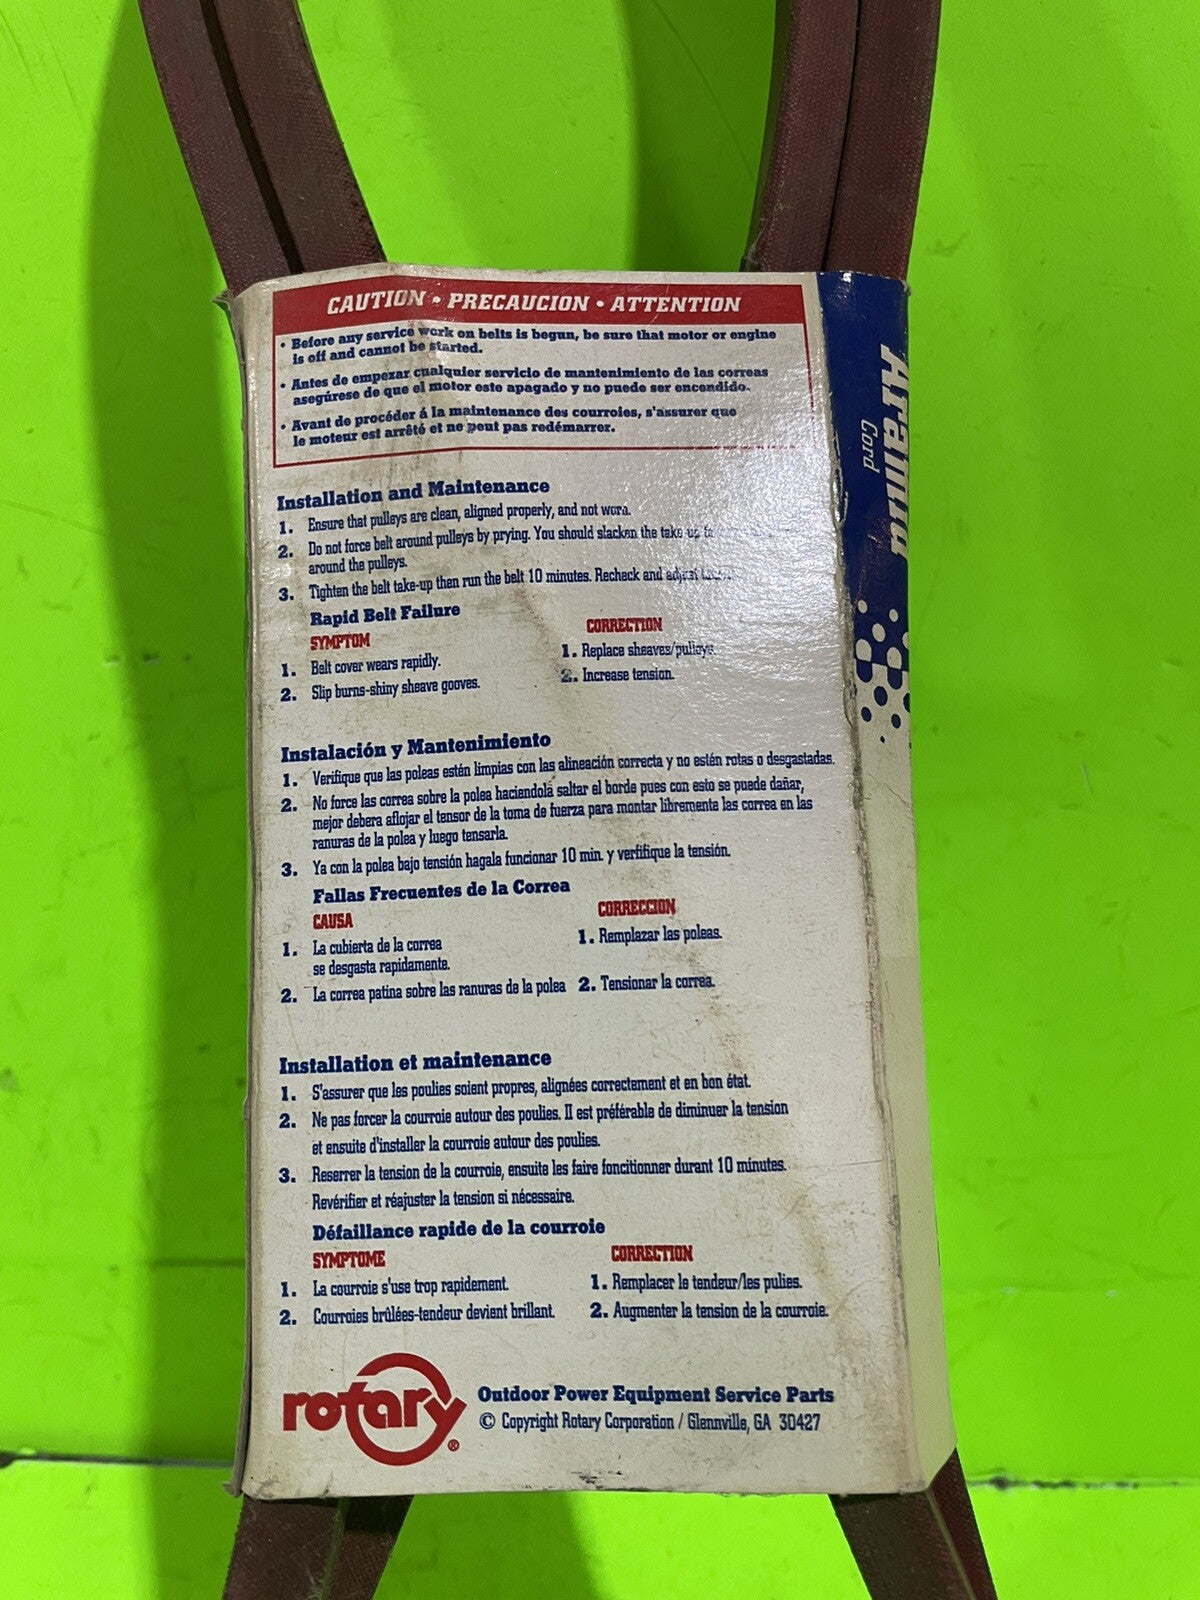 CAUTION • PRECAUCION • ATTENTION
• Before any service work on belts is begun, be sure that motor or engine
is off and cannot be started.
• Antes de empezar cualquier servicio de mantenimiento de las correas
asegúrese de que el motor este apagado y no puede ser encendido.
• Avant de procéder á la maintenance des courroies, s'assurer que
le moteur est arrêté et ne peut pas redémarrer.
Installation and Maintenance
1. Ensure that pulleys are clean, aligned properly, and not worn.
2. Do not force belt around pulleys by prying. You should slacken the take-up
around the pulleys.
3. Tighten the belt take-up then run the belt 10 minutes. Recheck and adjust
Rapid Belt Failure
SYMPTOM CORRECTION
1. Belt cover wears rapidly. 1. Replace sheaves/pulleys.
2. Slip burns-shiny sheave gooves. 2. Increase tension.
Instalación y Mantenimiento
1. Verifique que las poleas estén limpias con las alineación correcta y no estén rotas o desgastadas.
2. No force las correa sobre la polea haciendolà saltar el borde pues con esto se puede dañar,
mejor debera aflojar el tensor de la toma de fuerza para montar libremente las correa en las
ranuras de la polea y luego tensarla.
3. Ya con la polea bajo tensión hagala funcionar 10 min. y verfifique la tensión.
Fallas Frecuentes de la Correa
CAUSA CORRECCION
1. La cubierta de la correa 1. Remplazar las poleas.
se desgasta rapidamente.
2. La correa patina sobre las ranuras de la polea 2. Tensionar la correa.
Installation et maintenance
1. S'assurer que les poulies soient propres, alignées correctement et en bon état.
2. Ne pas forcer la courroie autour des poulies. Il est préférable de diminuer la tension
et ensuite d'installer la courroie autour des poulies.
3. Reserrer la tension de la courroie, ensuite les faire foncitionner durant 10 minutes.
Revérifier et réajuster la tension si nécessaire.
Défaillance rapide de la courroie
SYMPTOME CORRECTION
1. La courroie s'use trop rapidement. 1. Remplacer le tendeur/les pulies.
2. Courroies brûlées-tendeur devient brillant. 2. Augmenter la tension de la courroie.
rotary®
Outdoor Power Equipment Service Parts
© Copyright Rotary Corporation / Glennville, GA 30427
Aramid
Cord